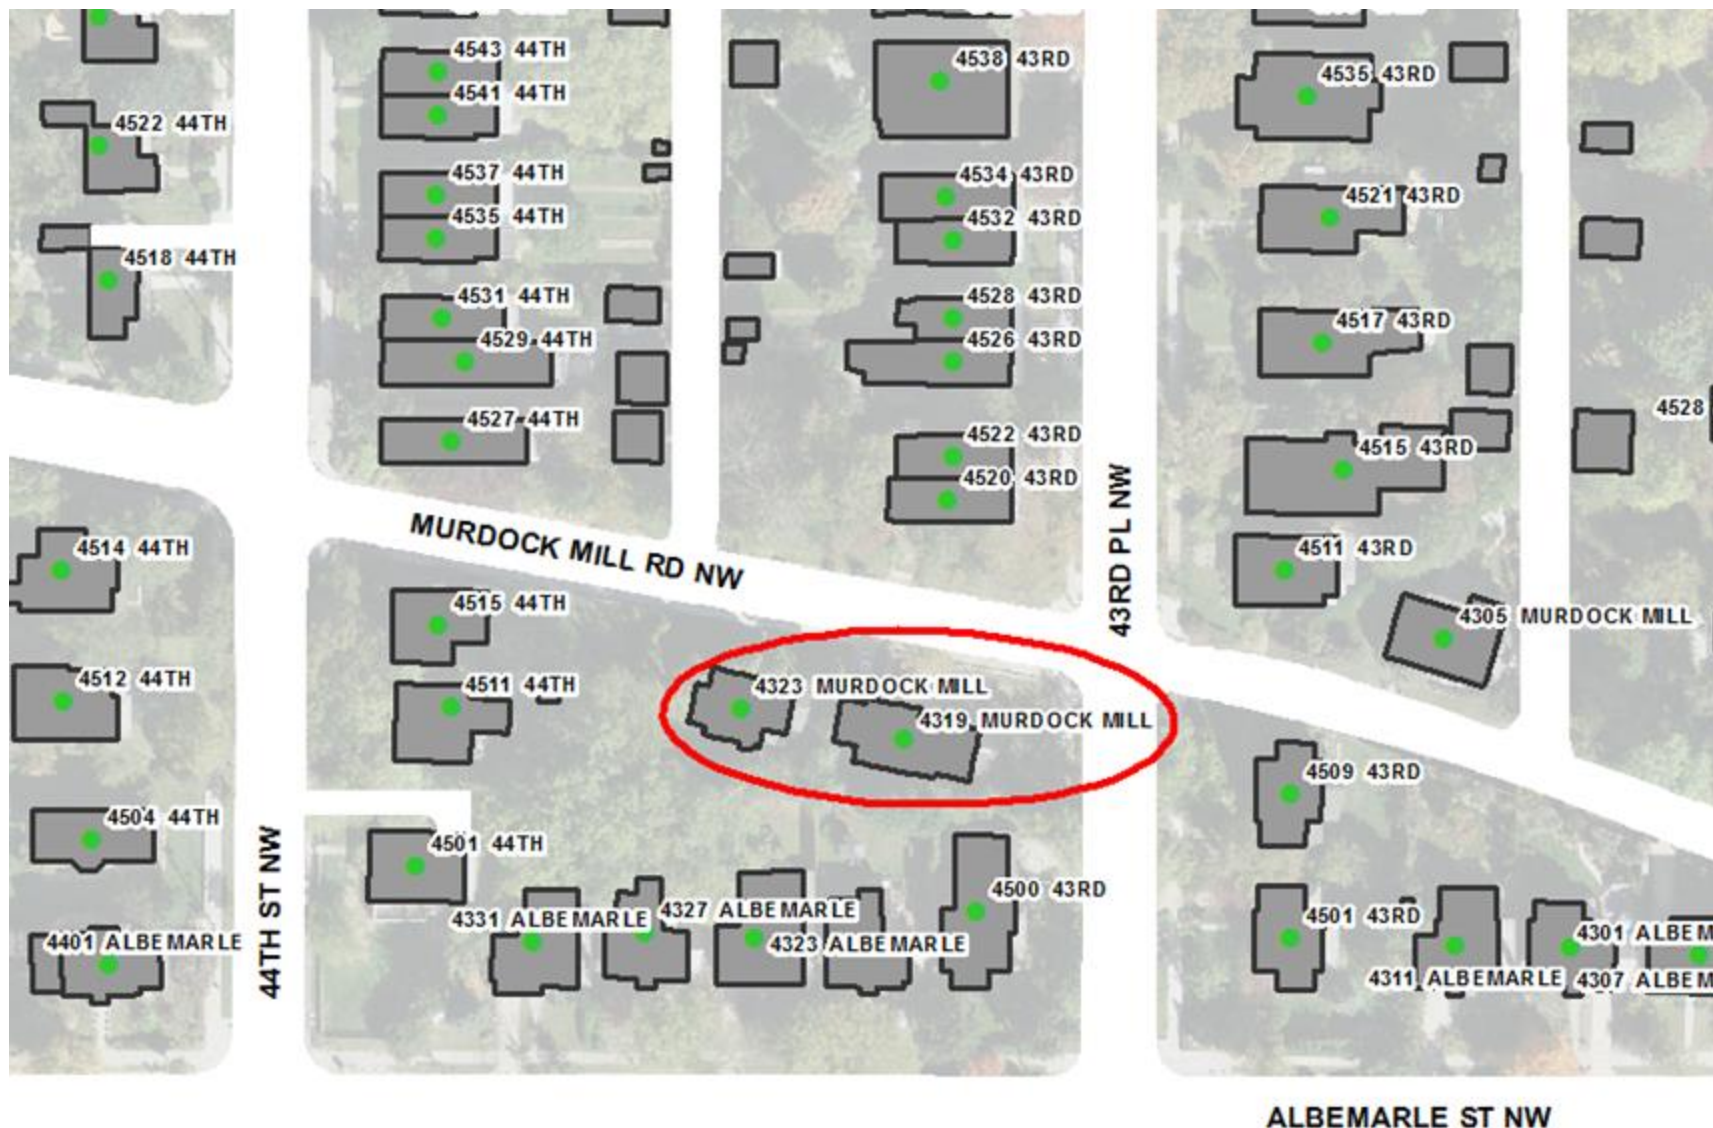 4543 44TH
4538 43RD
4535 43RD
4541 44TH
4522 44TH
4537 44TH
4534 43RD
4521 43RD
4535 44TH
4532 43RD
4518 44TH
4531 44TH
4528 43RD
4517 43RD
4529 44TH
4526 43RD
4528
4527 44TH
4522 43RD
4515 43RD
4520 43RD
43RD PL NW
MURDOCK MILL RD NW
4514 44TH
4511 43RD
4515 44TH
4305 MURDOCK MILL
4512 44TH
4511 44TH
4323 MURDOCK MILL
4319 MURDOCK MILL
4509 43RD
4504 44TH
4501 44TH
44TH ST NW
4500 43RD
4331 ALBEMARLE
4327 ALBEMARLE
4501 43RD
4301 ALBEM
4401 ALBEMARLE
4323 ALBEMARLE
4311 ALBEMARLE
4307 ALBEM
ALBEMARLE ST NW